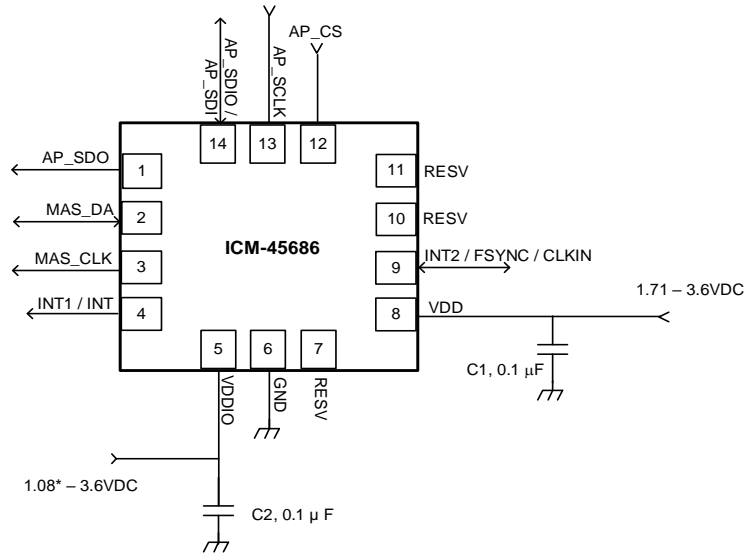 AP_SDIO /
AP_SDI
AP_SCLK
AP_CS
14
13
12
AP_SDO
1
11
RESV
MAS_DA
2
10
RESV
ICM-45686
MAS_CLK
3
9
INT2 / FSYNC / CLKIN
INT1 / INT
4
8
VDD
1.71 – 3.6VDC
5
6
7
VDDIO
GND
RESV
C1, 0.1 μF
1.08* – 3.6VDC
C2, 0.1 μ F